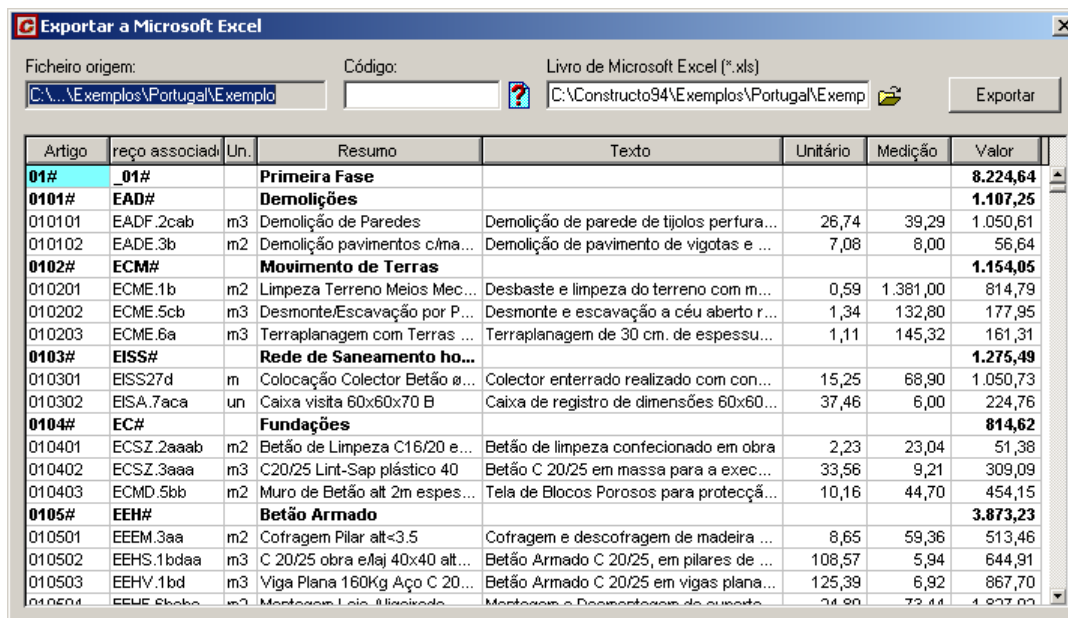 Exportar a Microsoft Excel
Ficheiro origem: Código: Livro de Microsoft Excel (*.xls)
C:\...\Exemplos\Portugal\Exemplo C:\Constructo94\Exemplos\Portugal\Exemp Exportar
Artigo reço associad Un. Resumo Texto Unitário Medição Valor
01# _01# Primeira Fase 8.224,64
0101# EAD# Demolições 1.107,25
010101 EADF.2cab m3 Demolição de Paredes Demolição de parede de tijolos perfura... 26,74 39,29 1.050,61
010102 EADE.3b m2 Demolição pavimentos c/ma... Demolição de pavimento de vigotas e ... 7,08 8,00 56,64
0102# ECM# Movimento de Terras 1.154,05
010201 ECME.1b m2 Limpeza Terreno Meios Mec... Desbaste e limpeza do terreno com m... 0,59 1.381,00 814,79
010202 ECME.5cb m3 Desmonte/Escavação por P... Desmonte e escavação a céu aberto r... 1,34 132,80 177,95
010203 ECME.6a m3 Terraplanagem com Terras ... Terraplanagem de 30 cm. de espessu... 1,11 145,32 161,31
0103# EISS# Rede de Saneamento ho... 1.275,49
010301 EISS27d m Colocação Colector Betão ø... Colector enterrado realizado com con... 15,25 68,90 1.050,73
010302 EISA.7aca un Caixa visita 60x60x70 B Caixa de registro de dimensões 60x60... 37,46 6,00 224,76
0104# EC# Fundações 814,62
010401 ECSZ.2aaab m2 Betão de Limpeza C16/20 e... Betão de limpeza confecionado em obra 2,23 23,04 51,38
010402 ECSZ.3aaa m3 C20/25 Lint-Sap plástico 40 Betão C 20/25 em massa para a exec... 33,56 9,21 309,09
010403 ECMD.5bb m2 Muro de Betão alt 2m espes... Tela de Blocos Porosos para protecçã... 10,16 44,70 454,15
0105# EEH# Betão Armado 3.873,23
010501 EEEM.3aa m2 Cofragem Pilar alt<3.5 Cofragem e descofragem de madeira ... 8,65 59,36 513,46
010502 EEHS.1bdaa m3 C 20/25 obra e/laj 40x40 alt... Betão Armado C 20/25, em pilares de ... 108,57 5,94 644,91
010503 EEHV.1bd m3 Viga Plana 160Kg Aço C 20... Betão Armado C 20/25 em vigas plana... 125,39 6,92 867,70
010504 m2 24,80 73,44 1.827,02